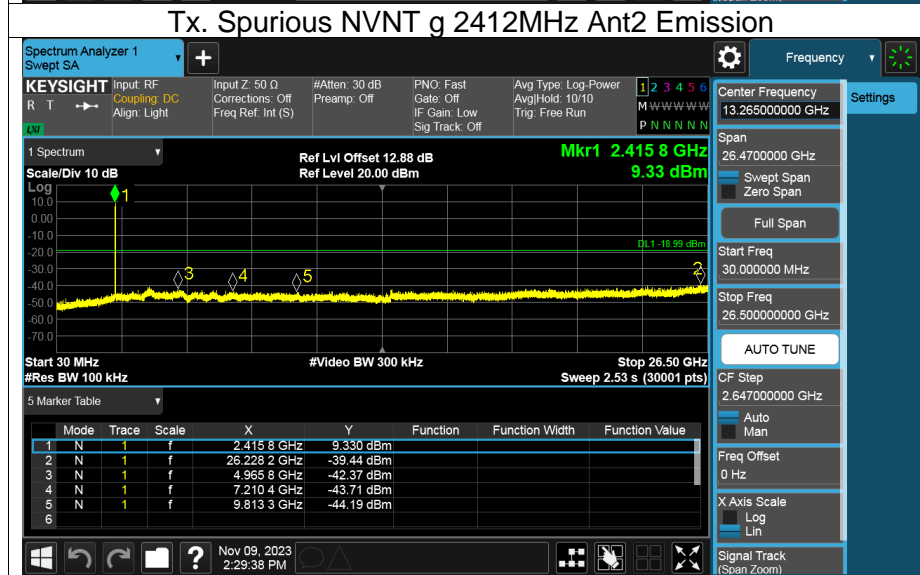 (Span Zoom)
Tx. Spurious NVNT g 2412MHz Ant2 Emission
Spectrum Analyzer 1
Swept SA
+
Frequency
KEYSIGHT
R T
LXI
Input: RF
Coupling: DC
Align: Light
Input Z: 50 Ω
Corrections: Off
Freq Ref: Int (S)
#Atten: 30 dB
Preamp: Off
PNO: Fast
Gate: Off
IF Gain: Low
Sig Track: Off
Avg Type: Log-Power
Avg|Hold: 10/10
Trig: Free Run
1 2 3 4 5 6
M W W W W W
P N N N N N
1 Spectrum
Scale/Div 10 dB
Ref Lvl Offset 12.88 dB
Ref Level 20.00 dBm
Mkr1 2.415 8 GHz
9.33 dBm
Log
10.0
0.00
-10.0
-20.0
-30.0
-40.0
-50.0
-60.0
-70.0
1
3
4
5
2
DL1 -18.99 dBm
Start 30 MHz
#Video BW 300 kHz
Stop 26.50 GHz
#Res BW 100 kHz
Sweep 2.53 s (30001 pts)
5 Marker Table
Mode Trace Scale X Y Function Function Width Function Value
1 N 1 f 2.415 8 GHz 9.330 dBm
2 N 1 f 26.228 2 GHz -39.44 dBm
3 N 1 f 4.965 8 GHz -42.37 dBm
4 N 1 f 7.210 4 GHz -43.71 dBm
5 N 1 f 9.813 3 GHz -44.19 dBm
6
?
Nov 09, 2023
2:29:38 PM
Center Frequency
13.265000000 GHz
Settings
Span
26.4700000 GHz
Swept Span
Zero Span
Full Span
Start Freq
30.000000 MHz
Stop Freq
26.500000000 GHz
AUTO TUNE
CF Step
2.647000000 GHz
Auto
Man
Freq Offset
0 Hz
X Axis Scale
Log
Lin
Signal Track
(Span Zoom)